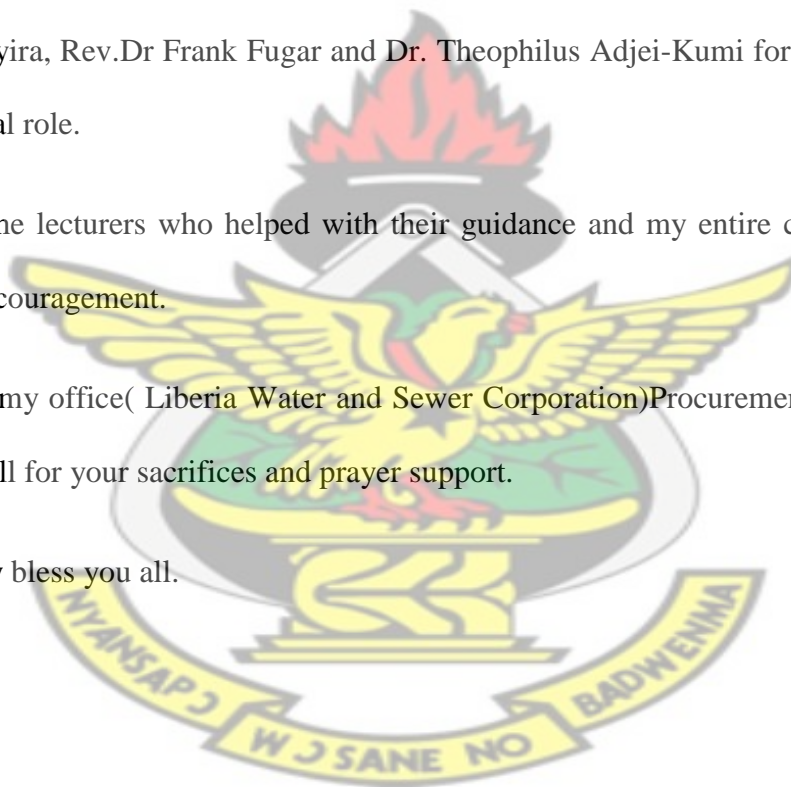 yira, Rev.Dr Frank Fugar and Dr. Theophilus Adjei-Kumi for
al role.
ne lecturers who helped with their guidance and my entire c
couragement.
my office( Liberia Water and Sewer Corporation)Procuremen
ll for your sacrifices and prayer support.
y bless you all.
NYANSAPƆ WƆSANE NO BADWENMA